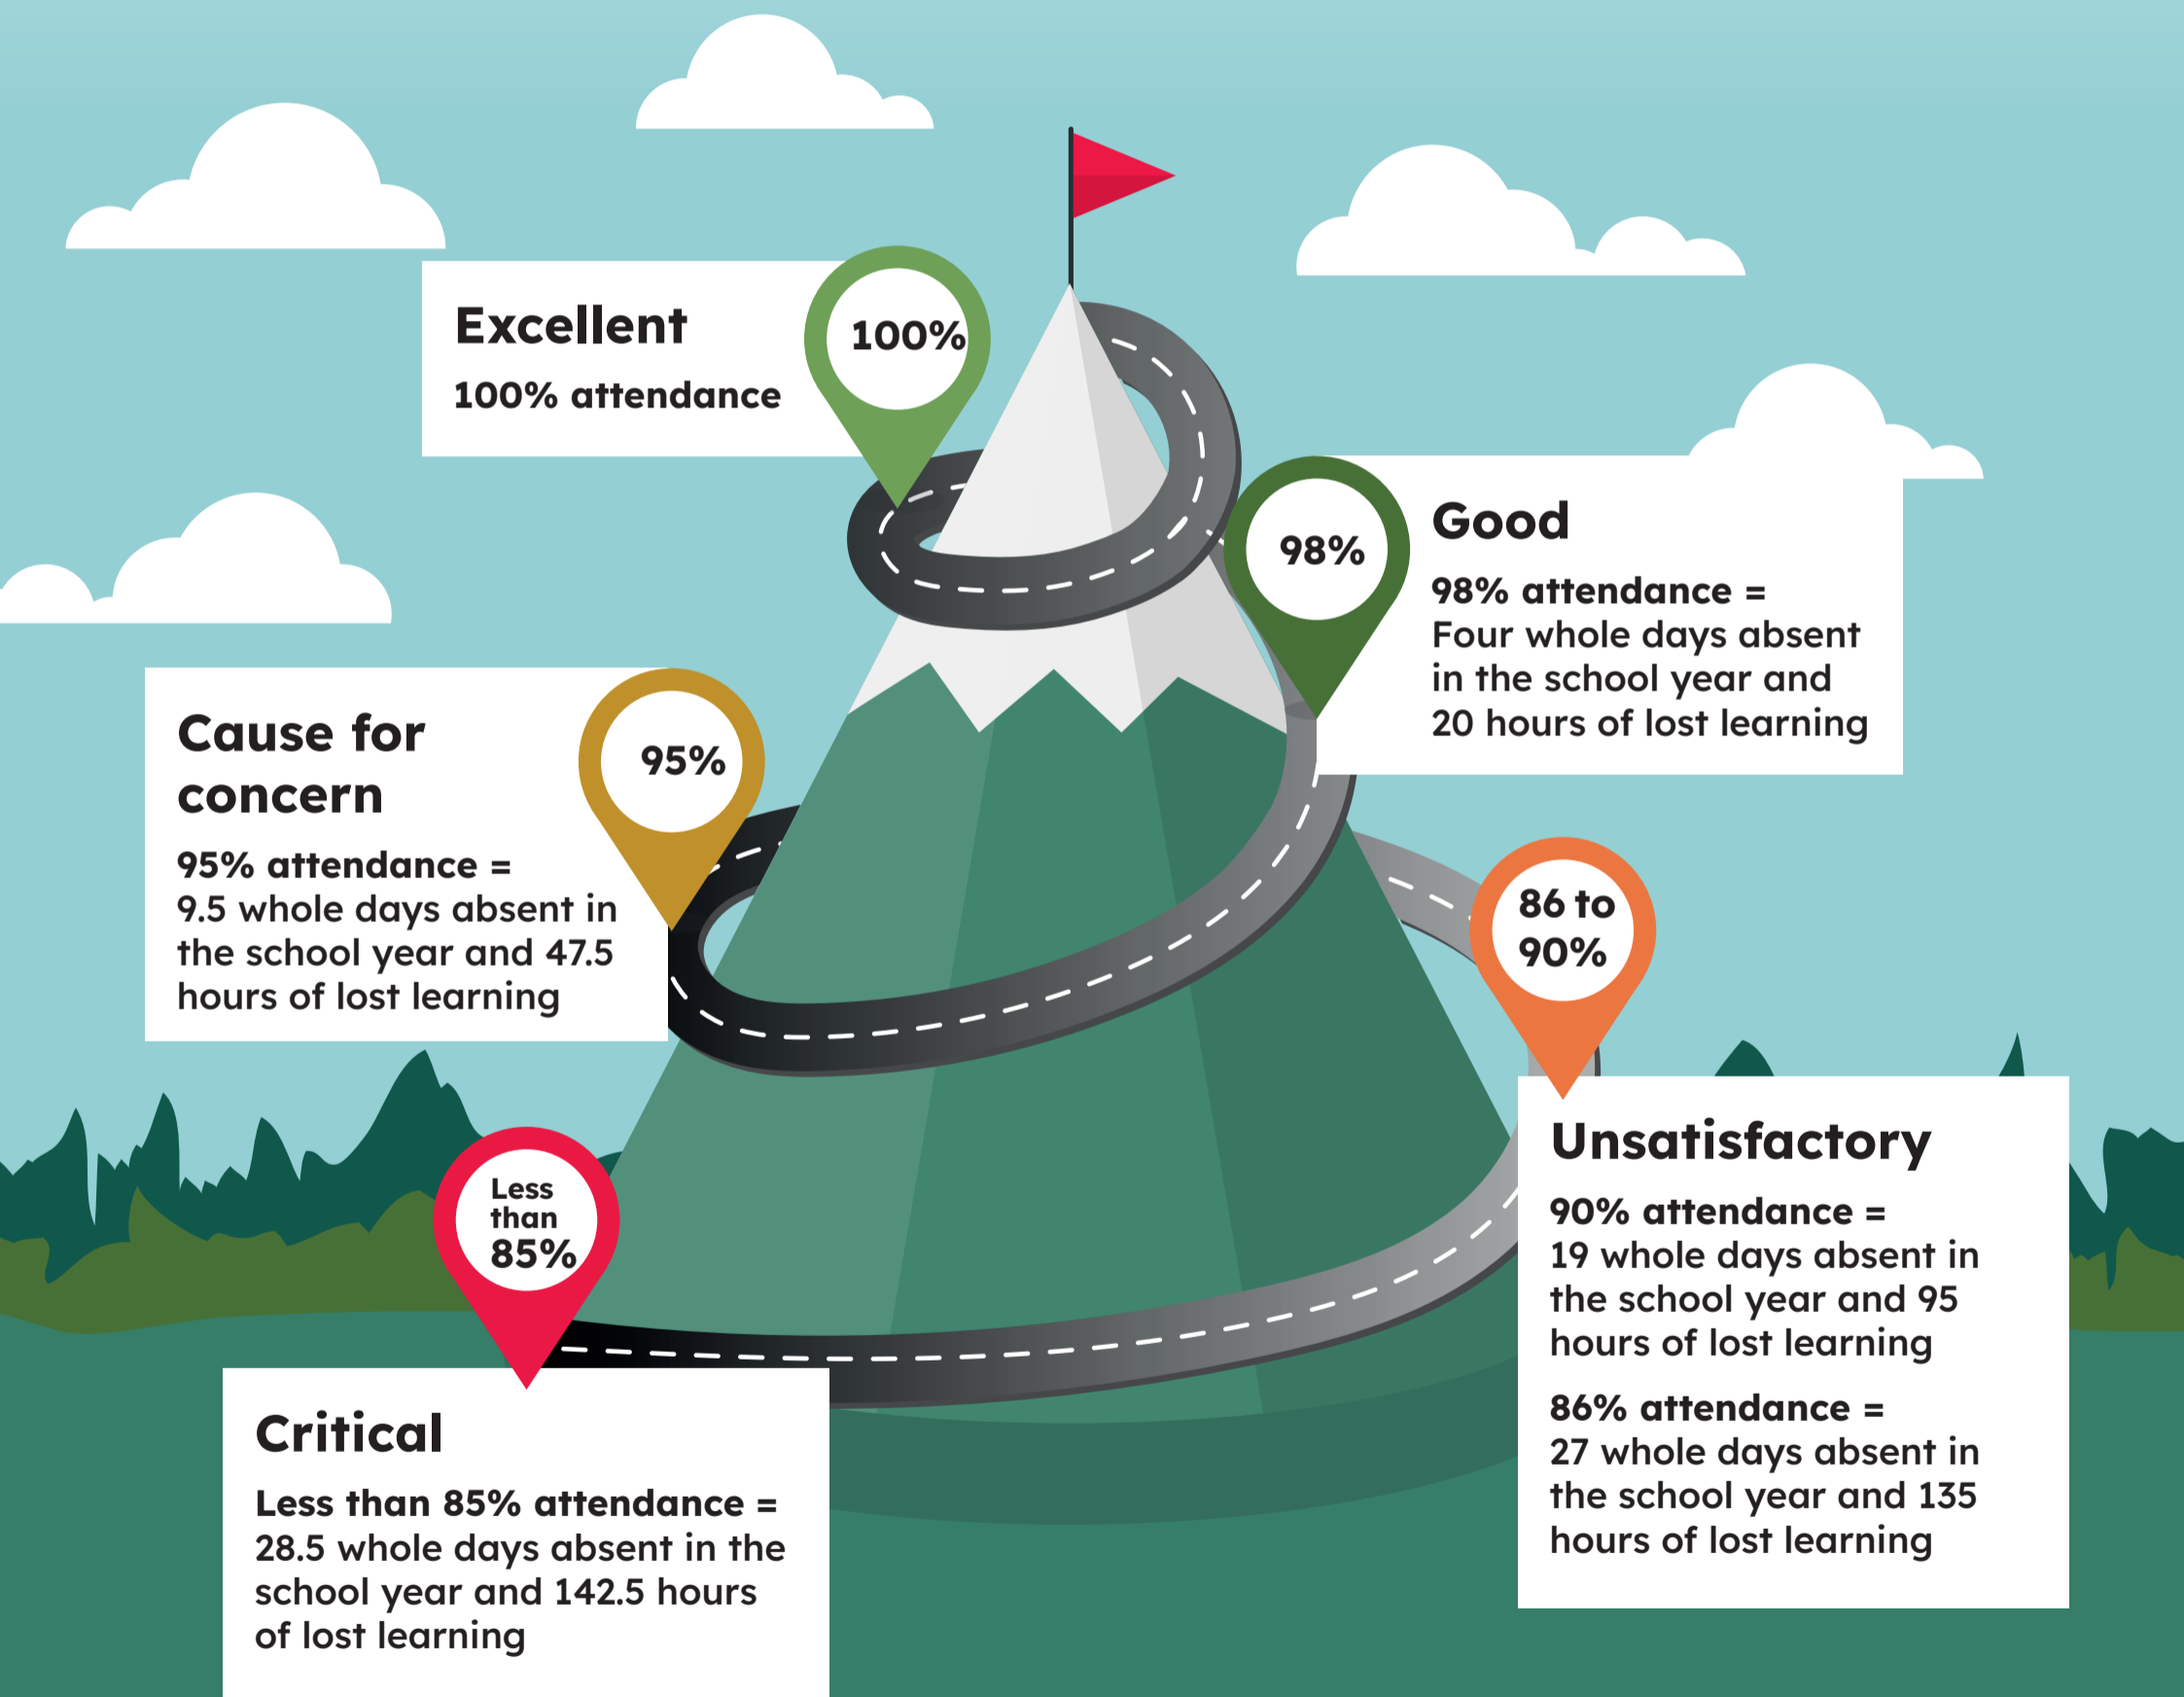 Excellent
100% attendance
100%
Good
98% attendance =
Four whole days absent
in the school year and
20 hours of lost learning
98%
Cause for
concern
95% attendance =
9.5 whole days absent in
the school year and 47.5
hours of lost learning
95%
86 to
90%
Unsatisfactory
90% attendance =
19 whole days absent in
the school year and 95
hours of lost learning
86% attendance =
27 whole days absent in
the school year and 135
hours of lost learning
Less
than
85%
Critical
Less than 85% attendance =
28.5 whole days absent in the
school year and 142.5 hours
of lost learning